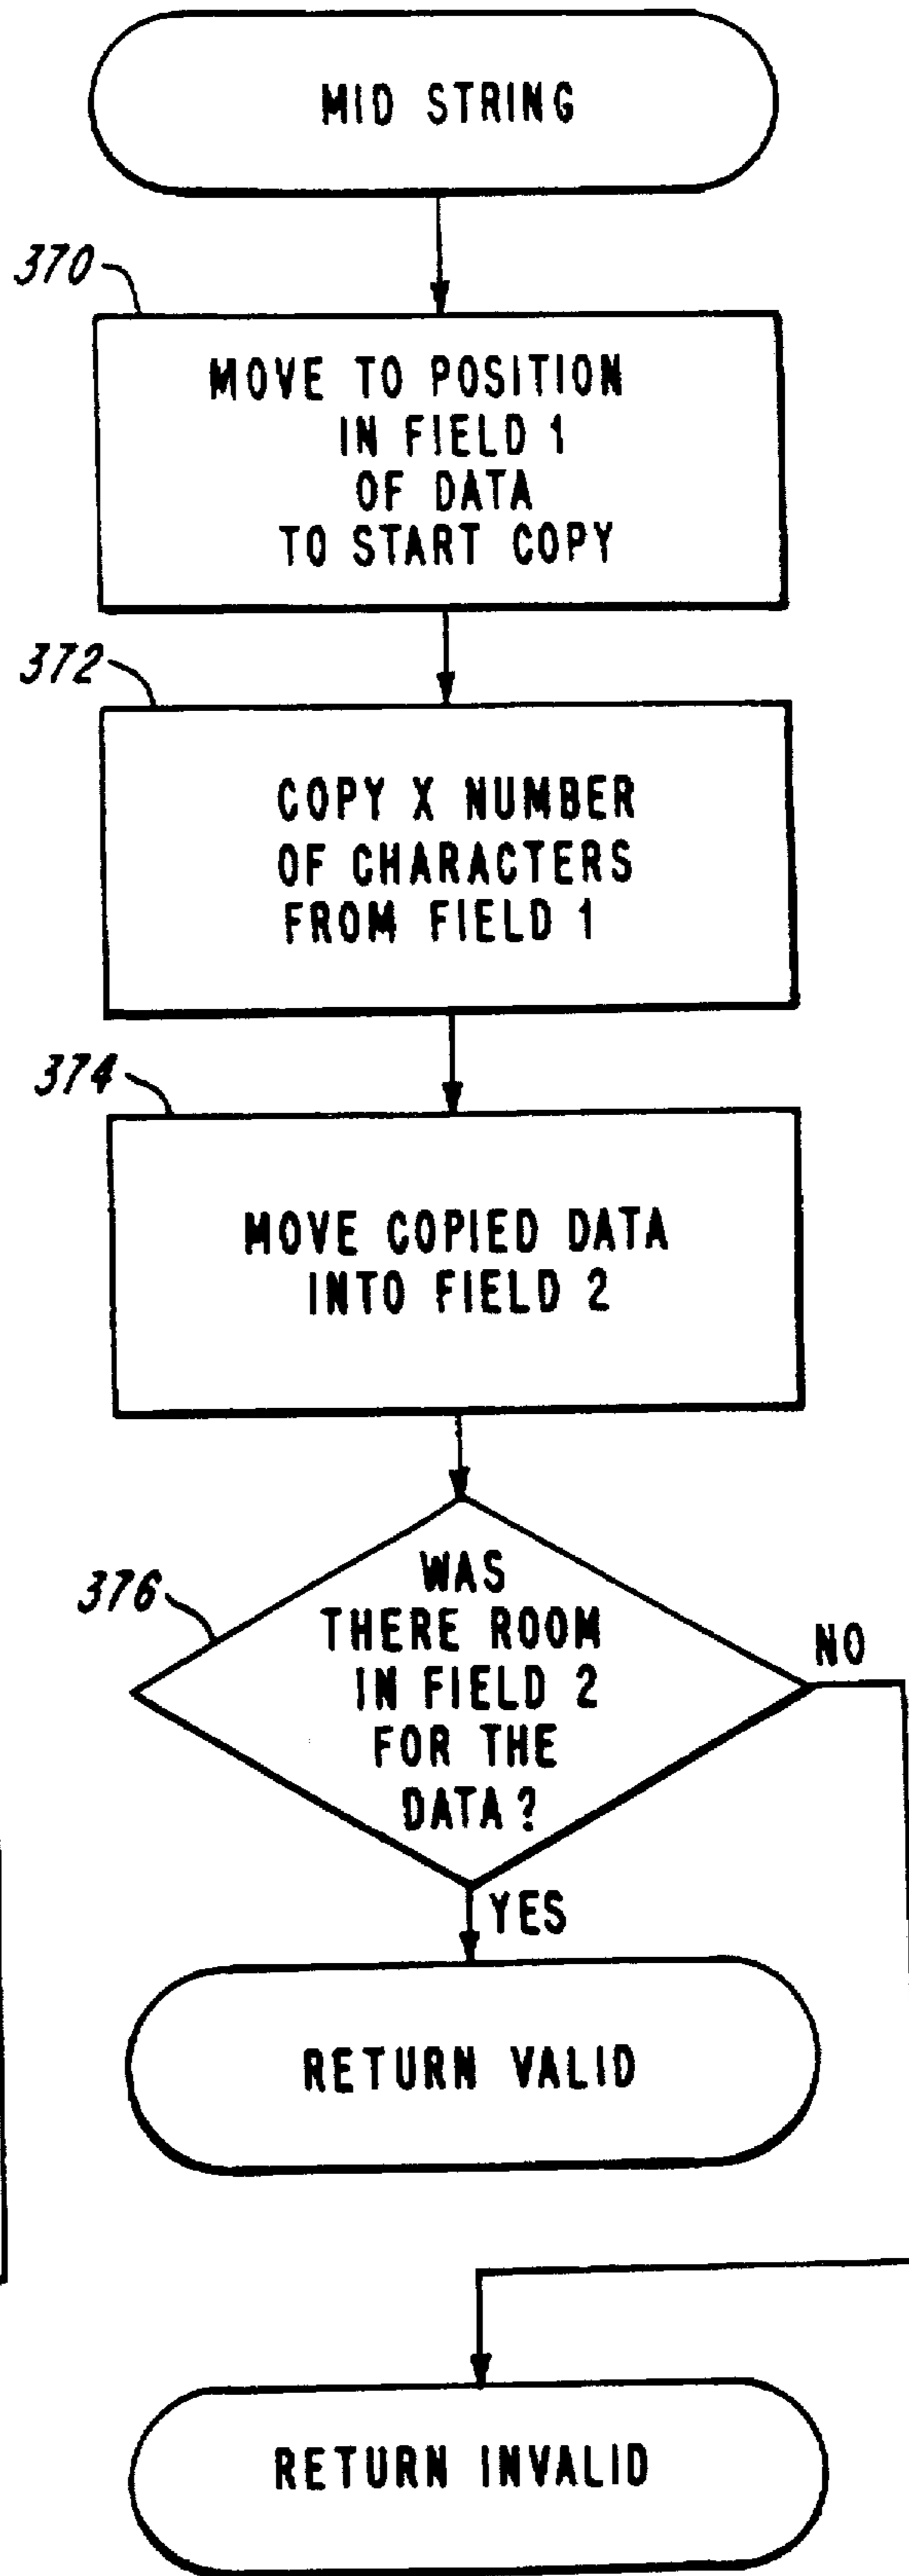 MID STRING
370
MOVE TO POSITION
IN FIELD 1
OF DATA
TO START COPY
372
COPY X NUMBER
OF CHARACTERS
FROM FIELD 1
374
MOVE COPIED DATA
INTO FIELD 2
376
WAS
THERE ROOM
IN FIELD 2
FOR THE
DATA?
NO
YES
RETURN VALID
RETURN INVALID